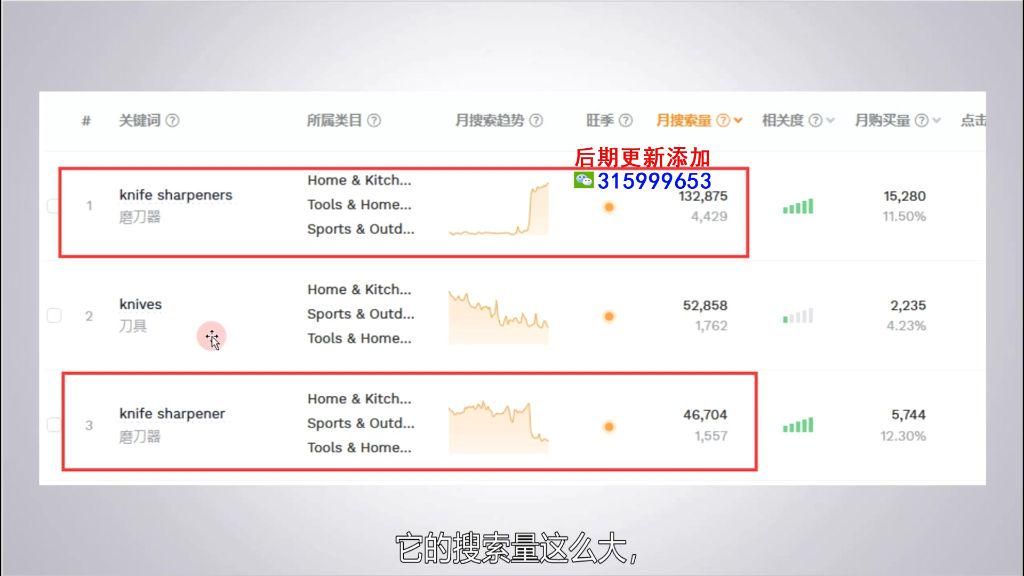 # 关键词 所属类目 月搜索趋势 旺季 月搜索量 相关度 月购买量 点击
后期更新添加
315999653
1 knife sharpeners 磨刀器
Home & Kitch...
Tools & Home...
Sports & Outd...
132,875
4,429
15,280
11.50%
2 knives 刀具
Home & Kitch...
Sports & Outd...
Tools & Home...
52,858
1,762
2,235
4.23%
3 knife sharpener 磨刀器
Home & Kitch...
Sports & Outd...
Tools & Home...
46,704
1,557
5,744
12.30%
它的搜索量这么大,